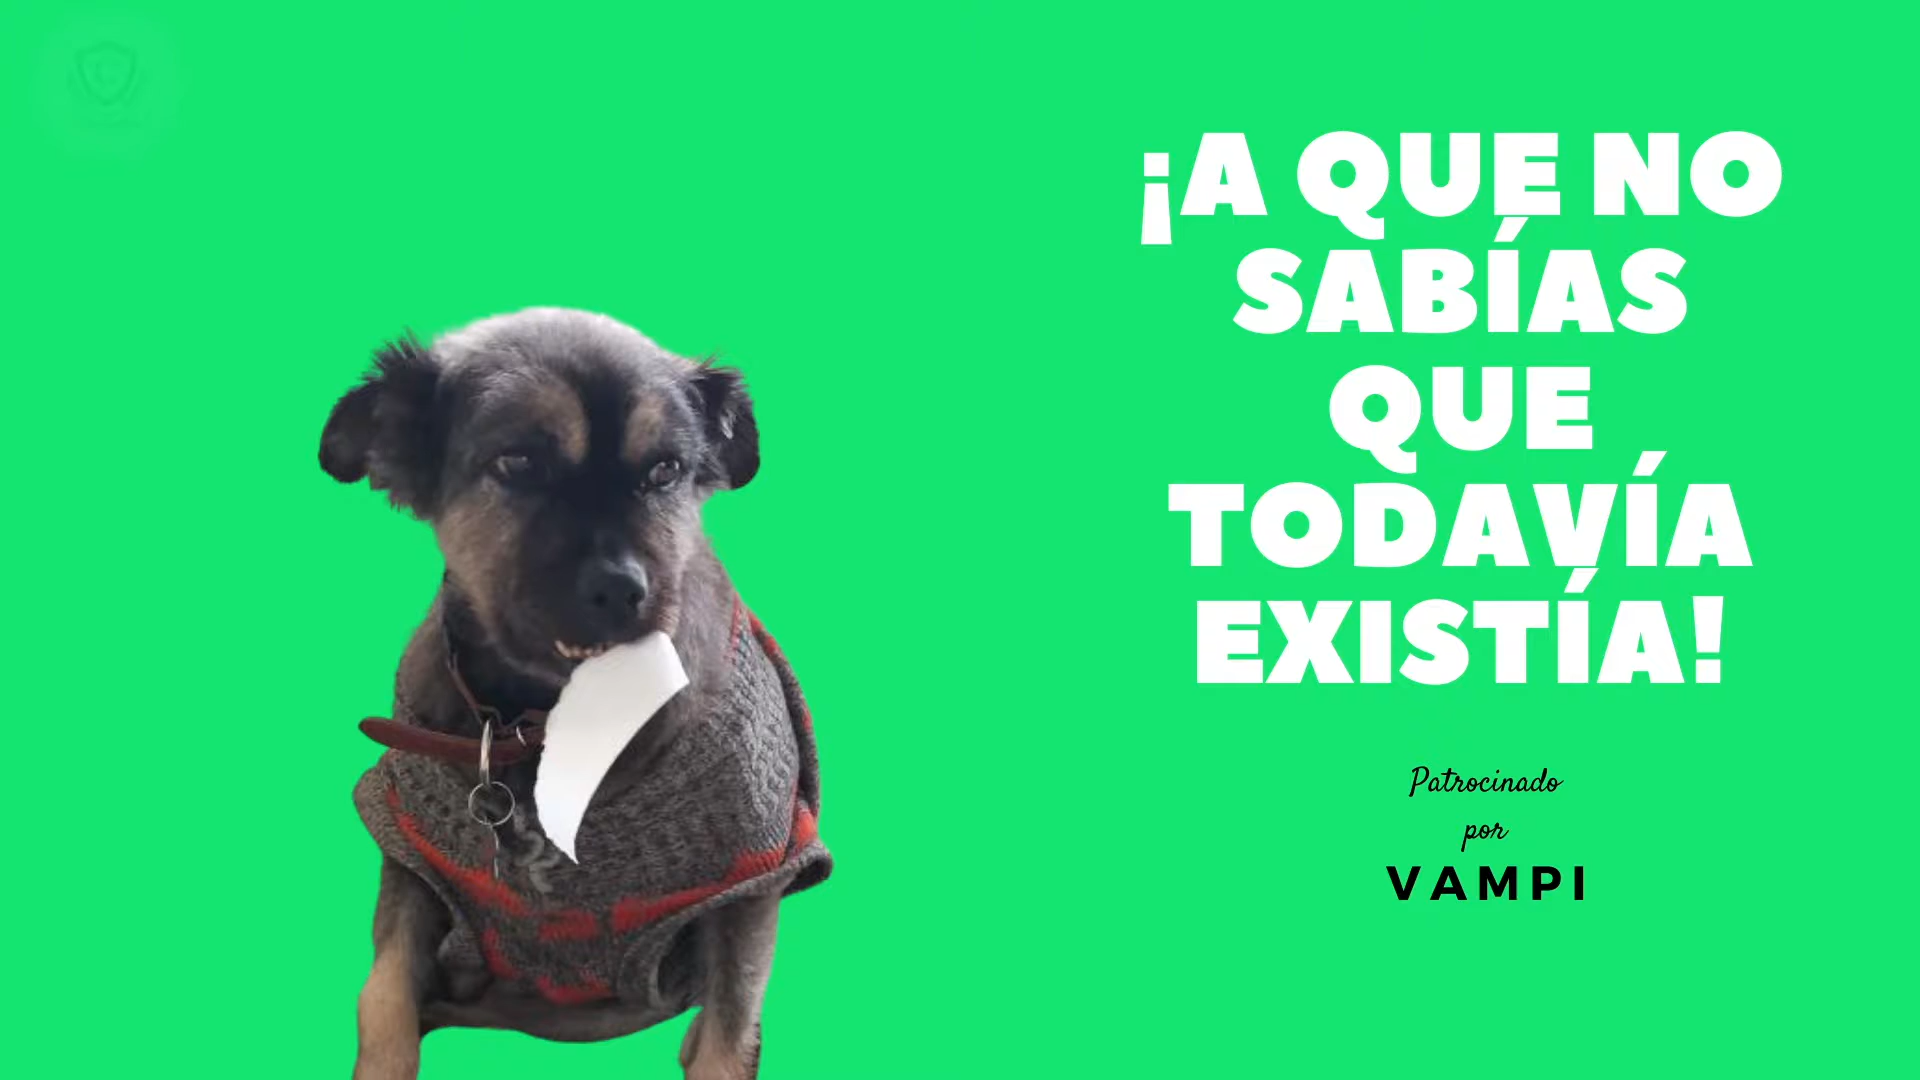 ¡A QUE NO
SABÍAS
QUE
TODAVÍA
EXISTÍA!
Patrocinado
por
VAMPI